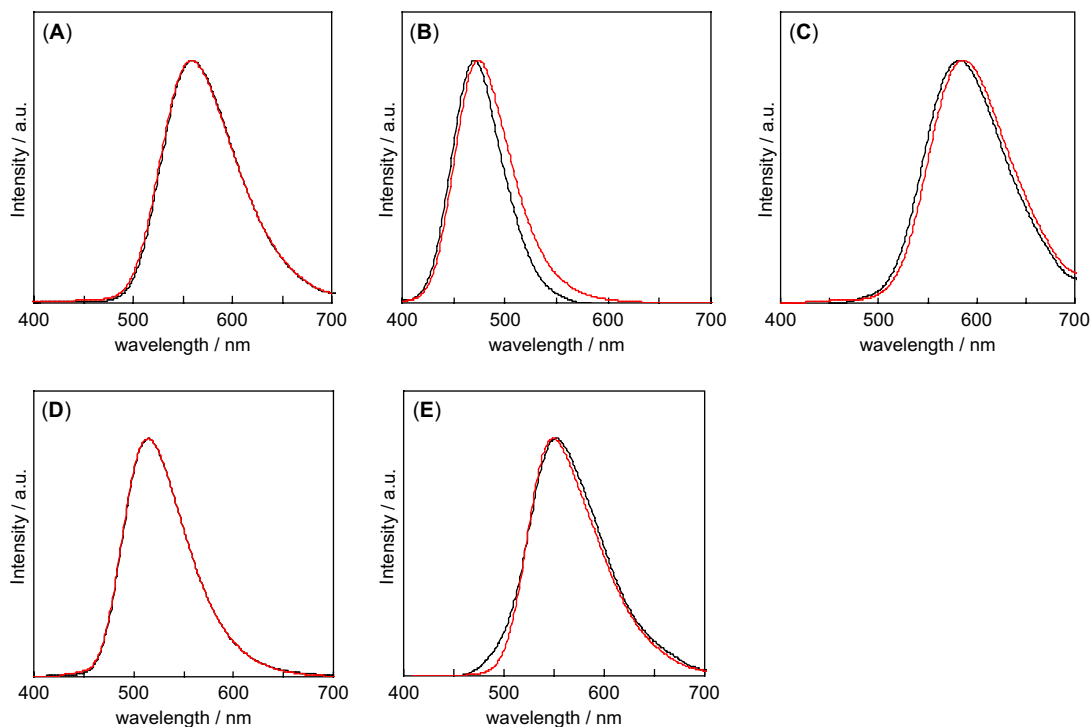 (A)
Intensity / a.u.
400 500 600 700
wavelength / nm
(B)
Intensity / a.u.
400 500 600 700
wavelength / nm
(C)
Intensity / a.u.
400 500 600 700
wavelength / nm
(D)
Intensity / a.u.
400 500 600 700
wavelength / nm
(E)
Intensity / a.u.
400 500 600 700
wavelength / nm